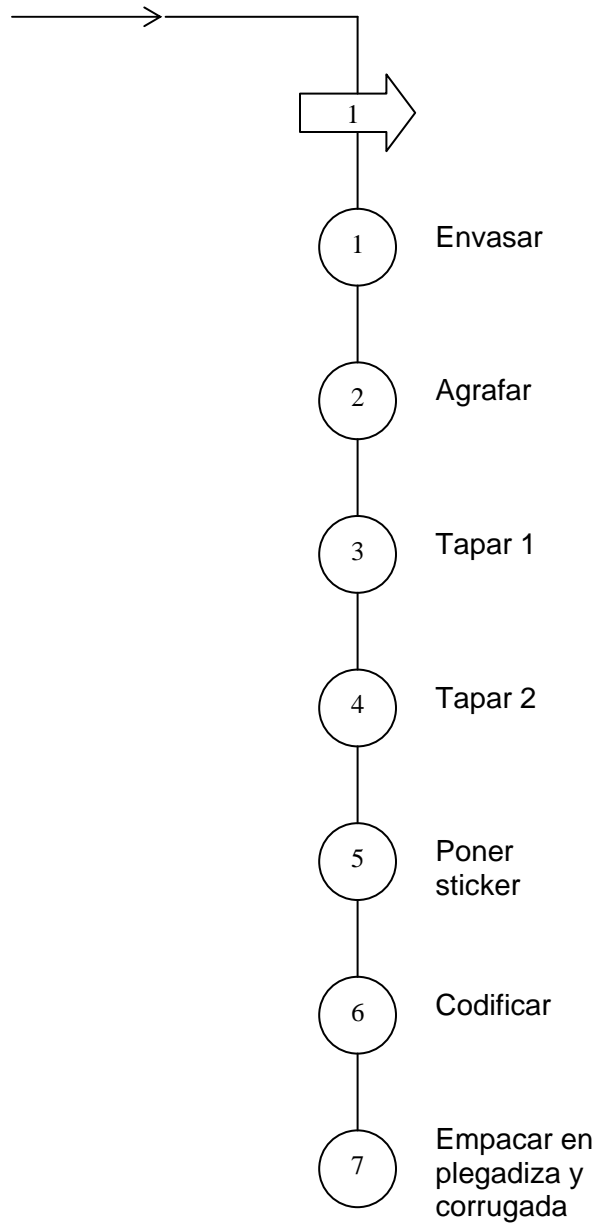 1
1 Envasar
2 Agrafar
3 Tapar 1
4 Tapar 2
5 Poner
sticker
6 Codificar
7 Empacar en
plegadiza y
corrugada